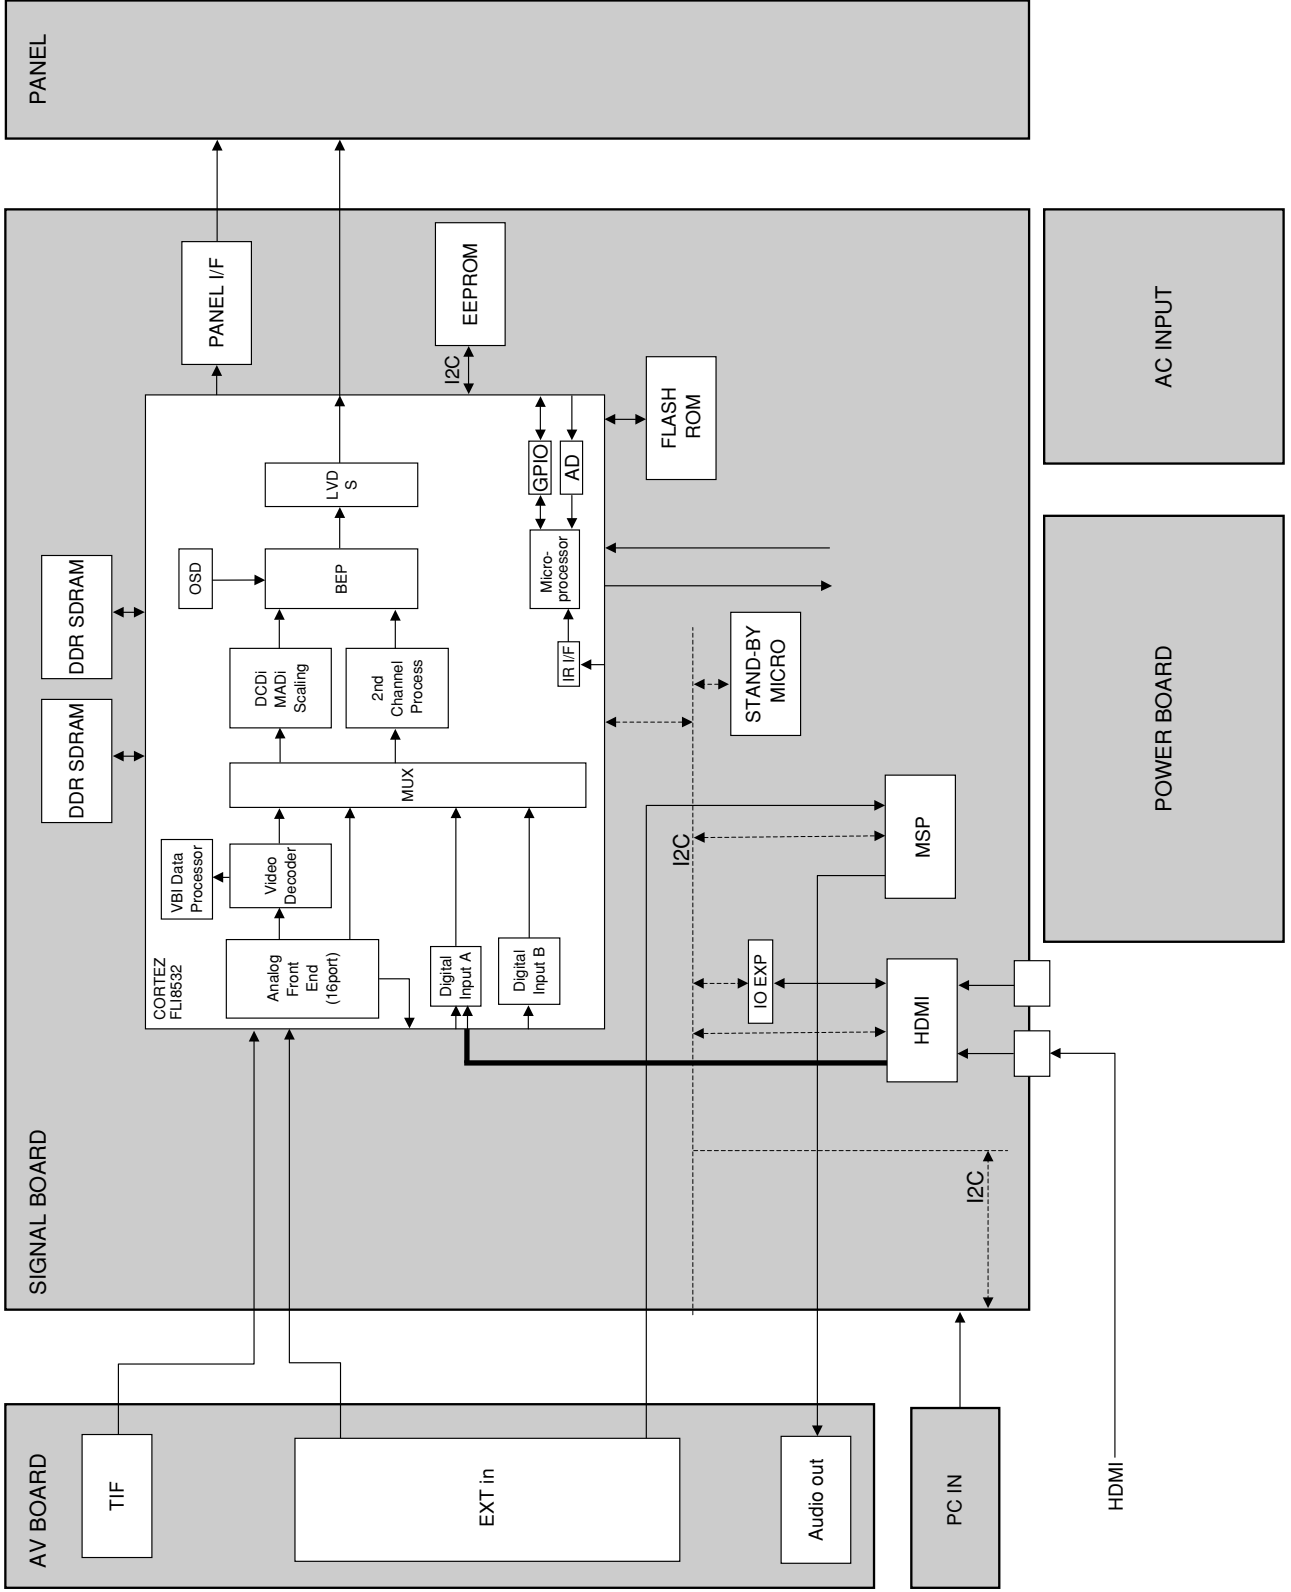 PANEL
SIGNAL BOARD
PANEL I/F
EEPROM
I2C
FLASH
ROM
AC INPUT
POWER BOARD
DDR SDRAM
DDR SDRAM
CORTEZ
FLI8532
OSD
LVD
S
BEP
DCDi
MADi
Scaling
2nd
Channel
Process
MUX
VBI Data
Processor
Video
Decoder
Analog
Front
End
(16port)
Digital
Input A
Digital
Input B
GPIO
AD
Micro-
processor
IR I/F
STAND-BY
MICRO
I2C
MSP
IO EXP
HDMI
I2C
AV BOARD
TIF
EXT in
Audio out
PC IN
HDMI